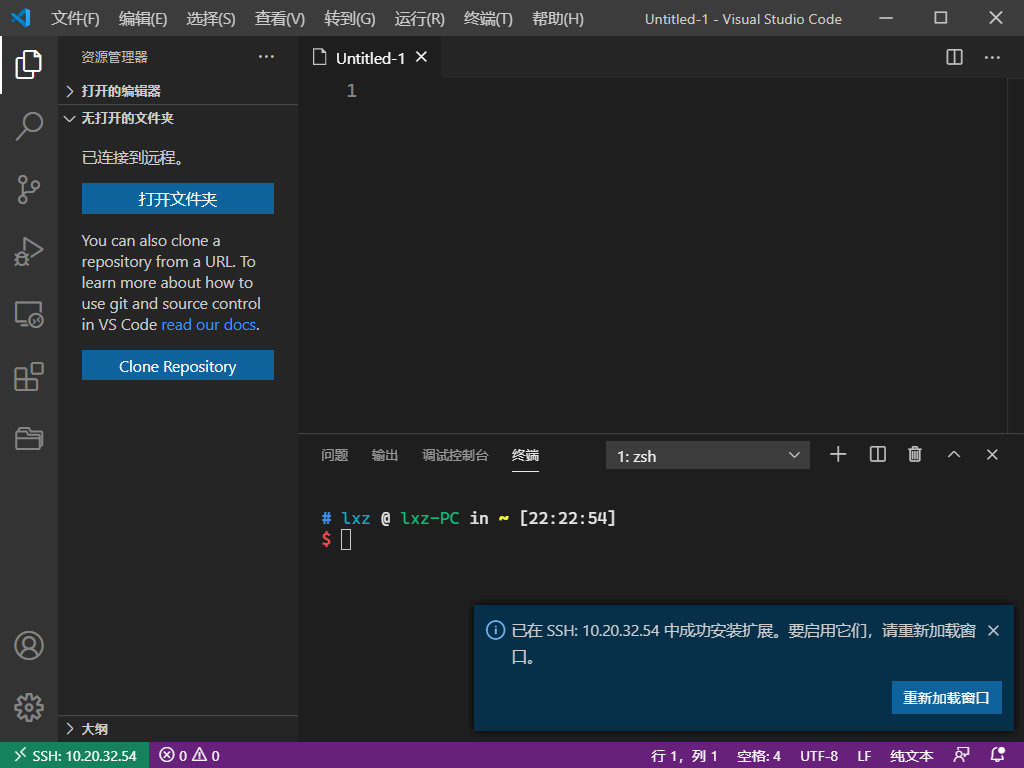 文件(F) 编辑(E) 选择(S) 查看(V) 转到(G) 运行(R) 终端(T) 帮助(H) Untitled-1 - Visual Studio Code
资源管理器
打开的编辑器
无打开的文件夹
已连接到远程。
打开文件夹
You can also clone a
repository from a URL. To
learn more about how to
use git and source control
in VS Code read our docs.
Clone Repository
大纲
Untitled-1
1
问题 输出 调试控制台 终端 1: zsh
# lxz @ lxz-PC in ~ [22:22:54]
$
已在 SSH: 10.20.32.54 中成功安装扩展。要启用它们，请重新加载窗
口。
重新加载窗口
SSH: 10.20.32.54 0 0 行 1，列 1 空格: 4 UTF-8 LF 纯文本